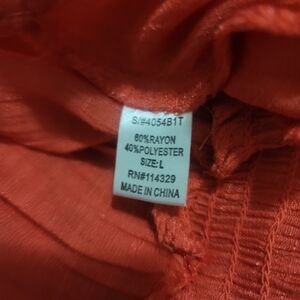 S/#4054B1T
60%RAYON
40%POLYESTER
SIZE: L
RN#114329
MADE IN CHINA